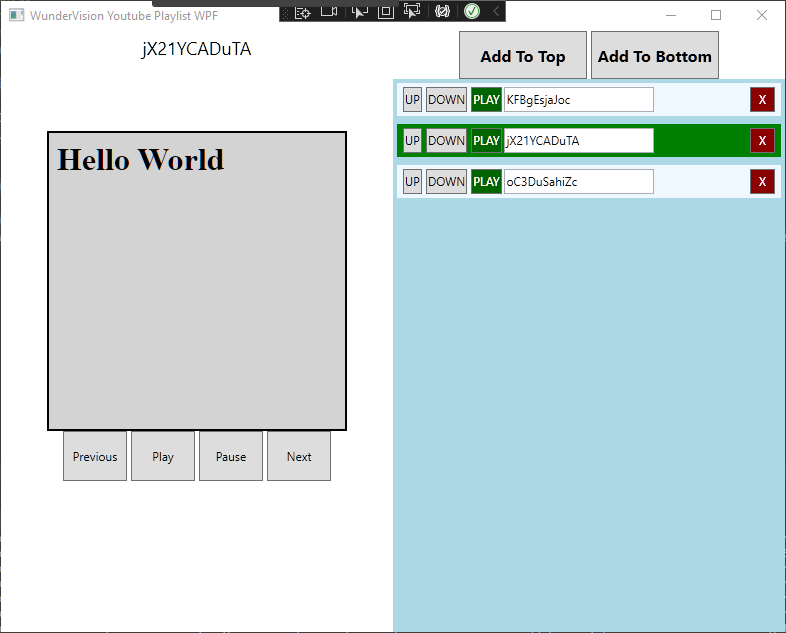 WunderVision Youtube Playlist WPF
jX21YCADuTA
Add To Top Add To Bottom
UP DOWN PLAY KFBgEsjaJoc X
UP DOWN PLAY jX21YCADuTA X
UP DOWN PLAY oC3DuSahiZc X
Hello World
Previous Play Pause Next